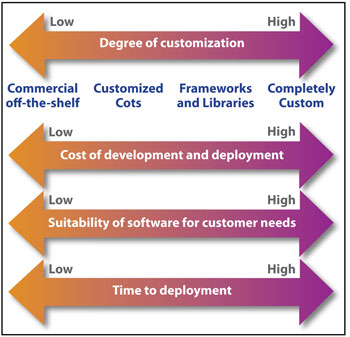 Low High
Degree of customization
Commercial Customized Frameworks Completely
off-the-shelf Cots and Libraries Custom
Low High
Cost of development and deployment
Low High
Suitability of software for customer needs
Low High
Time to deployment